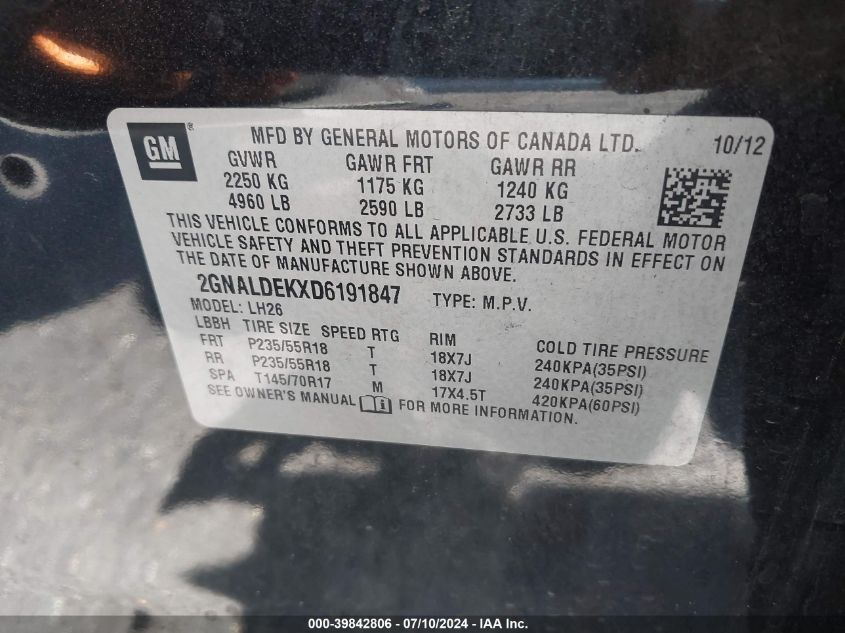 GM ® MFD BY GENERAL MOTORS OF CANADA LTD. 10/12
GVWR GAWR FRT GAWR RR
2250 KG 1175 KG 1240 KG
4960 LB 2590 LB 2733 LB
THIS VEHICLE CONFORMS TO ALL APPLICABLE U.S. FEDERAL MOTOR
VEHICLE SAFETY AND THEFT PREVENTION STANDARDS IN EFFECT ON
THE DATE OF MANUFACTURE SHOWN ABOVE.
2GNALDEKXD6191847 TYPE: M.P.V.
MODEL: LH26
LBBH TIRE SIZE SPEED RTG RIM COLD TIRE PRESSURE
FRT P235/55R18 T 18X7J 240KPA(35PSI)
RR P235/55R18 T 18X7J 240KPA(35PSI)
SPA T145/70R17 M 17X4.5T 420KPA(60PSI)
SEE OWNER'S MANUAL FOR MORE INFORMATION.
000-39842806 - 07/10/2024 - IAA Inc.